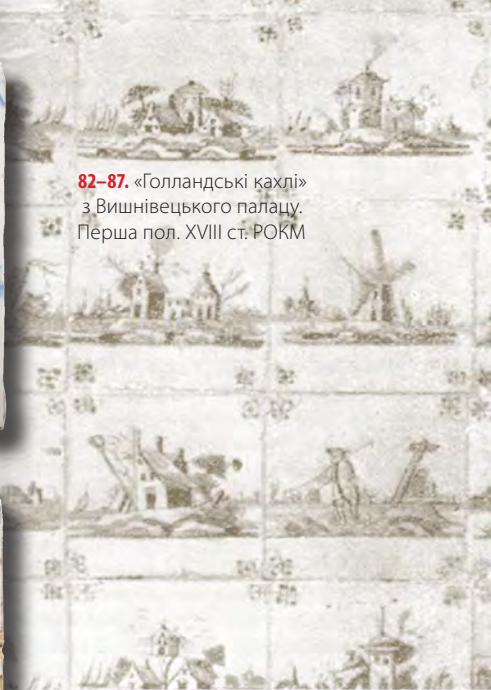 82–87. «Голландські кахлі»
з Вишнівецького палацу.
Перша пол. XVIII ст. РОКМ